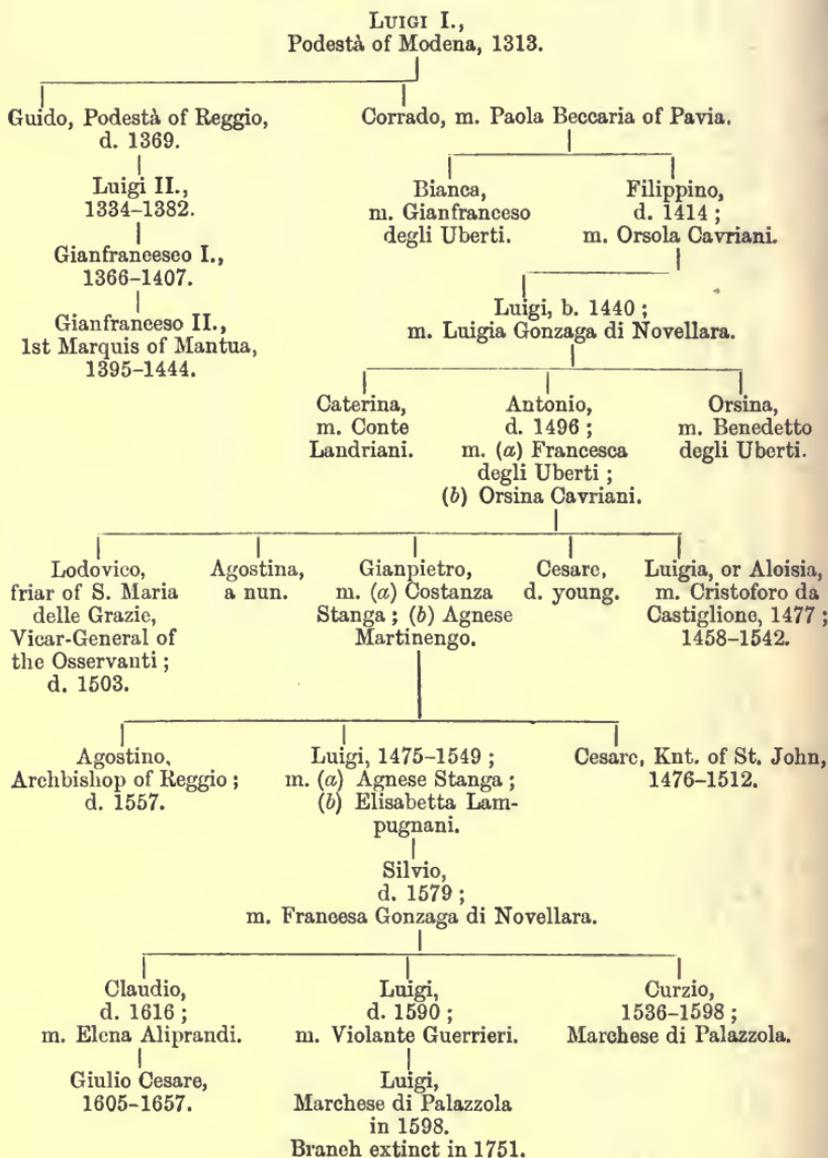 LUIGI I.,
Podestà of Modena, 1313.
Guido, Podestà of Reggio,
d. 1369.
Luigi II.,
1334–1382.
Gianfrancesco I.,
1366–1407.
Gianfranceso II.,
1st Marquis of Mantua,
1395–1444.
Corrado, m. Paola Beccaria of Pavia.
Bianca,
m. Gianfranceso
degli Uberti.
Filippino,
d. 1414 ;
m. Orsola Cavriani.
Luigi, b. 1440 ;
m. Luigia Gonzaga di Novellara.
Caterina,
m. Conte
Landriani.
Antonio,
d. 1496 ;
m. (a) Francesca
degli Uberti ;
(b) Orsina Cavriani.
Orsina,
m. Benedetto
degli Uberti.
Lodovico,
friar of S. Maria
delle Grazie,
Vicar-General of
the Osservanti ;
d. 1503.
Agostina,
a nun.
Gianpietro,
m. (a) Costanza
Stanga ; (b) Agnese
Martinengo.
Cesare,
d. young.
Luigia, or Aloisia,
m. Cristoforo da
Castiglione, 1477 ;
1458–1542.
Agostino,
Archbishop of Reggio ;
d. 1557.
Luigi, 1475–1549 ;
m. (a) Agnese Stanga ;
(b) Elisabetta Lam-
pugnani.
Cesare, Knt. of St. John,
1476–1512.
Silvio,
d. 1579 ;
m. Francesa Gonzaga di Novellara.
Claudio,
d. 1616 ;
m. Elena Aliprandi.
Giulio Cesare,
1605–1657.
Luigi,
d. 1590 ;
m. Violante Guerrieri.
Luigi,
Marchese di Palazzola
in 1598.
Branch extinct in 1751.
Curzio,
1536–1598 ;
Marchese di Palazzola.